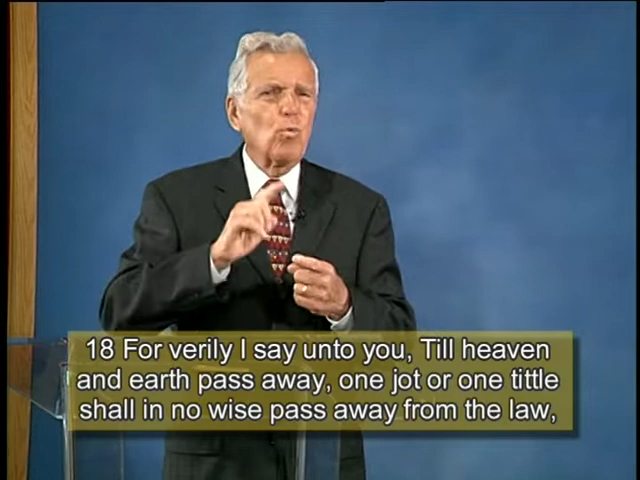 18 For verily I say unto you, Till heaven
and earth pass away, one jot or one tittle
shall in no wise pass away from the law,